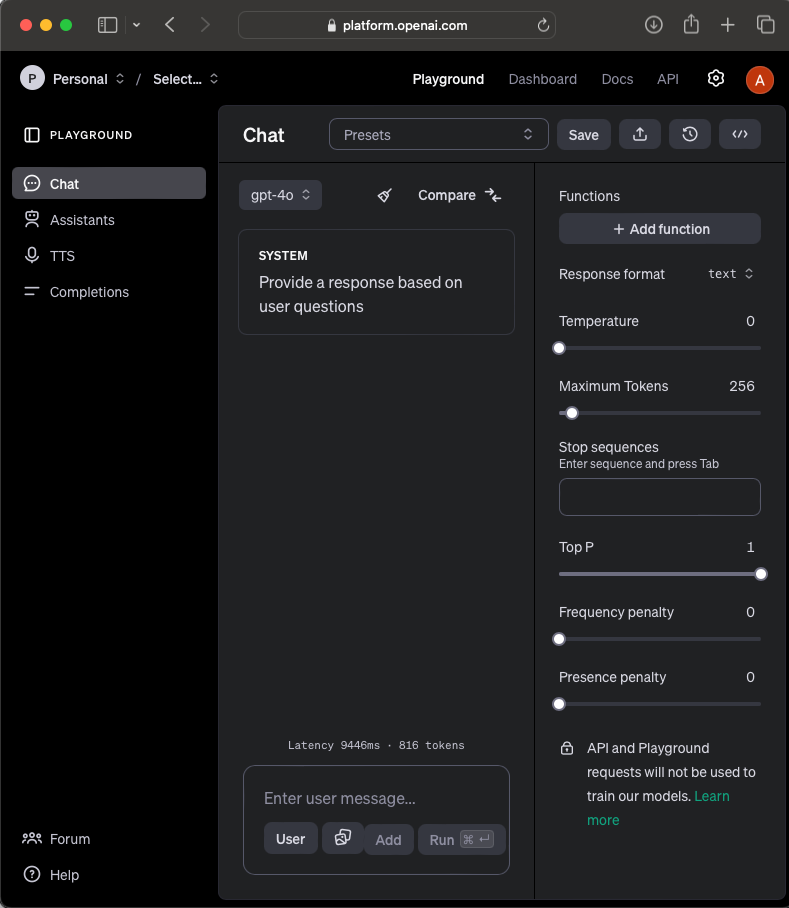 platform.openai.com
P Personal / Select...
Playground Dashboard Docs API A
PLAYGROUND
Chat
Assistants
TTS
Completions
Forum
Help
Chat
Presets
Save
gpt-4o
Compare
SYSTEM
Provide a response based on
user questions
Latency 9446ms · 816 tokens
Enter user message...
User
Add
Run ⌘ ↵
Functions
+ Add function
Response format text
Temperature 0
Maximum Tokens 256
Stop sequences
Enter sequence and press Tab
Top P 1
Frequency penalty 0
Presence penalty 0
API and Playground
requests will not be used to
train our models. Learn
more